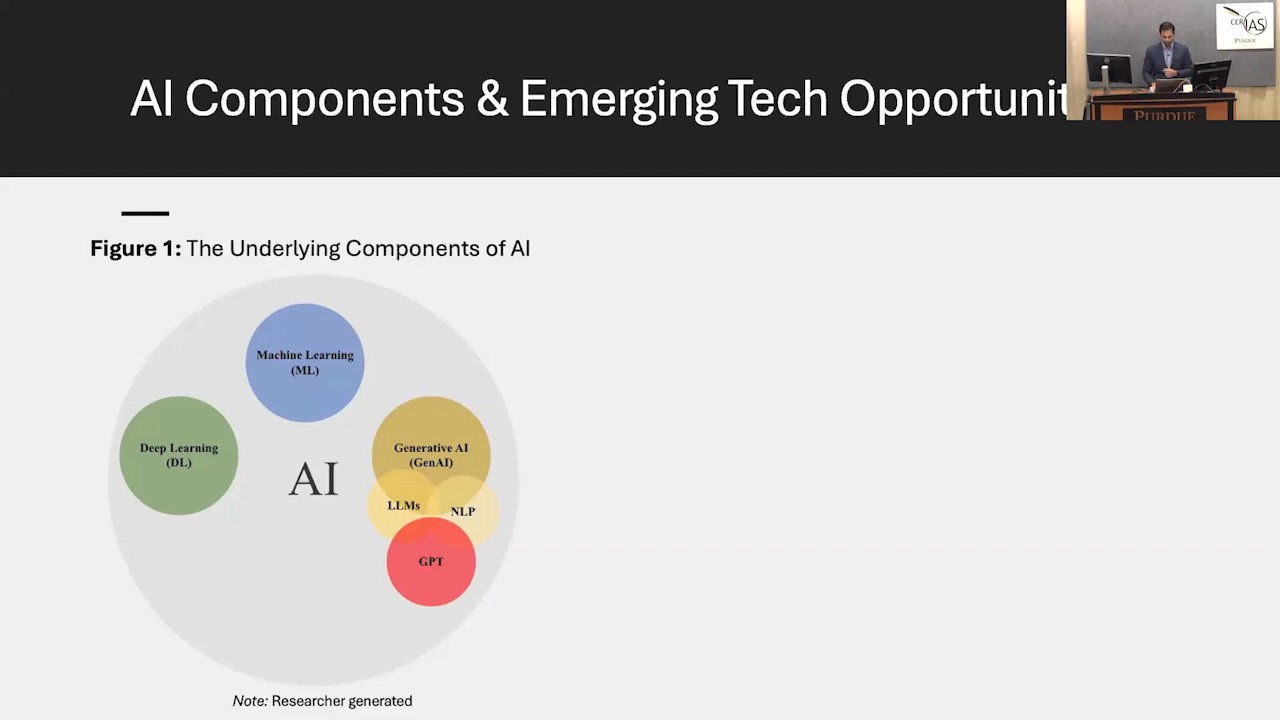 AI Components & Emerging Tech Opportunit
CERIAS
PURDUE
PURDUE
Figure 1: The Underlying Components of AI
Machine Learning
(ML)
Deep Learning
(DL)
Generative AI
(GenAI)
AI
LLMs
NLP
GPT
Note: Researcher generated